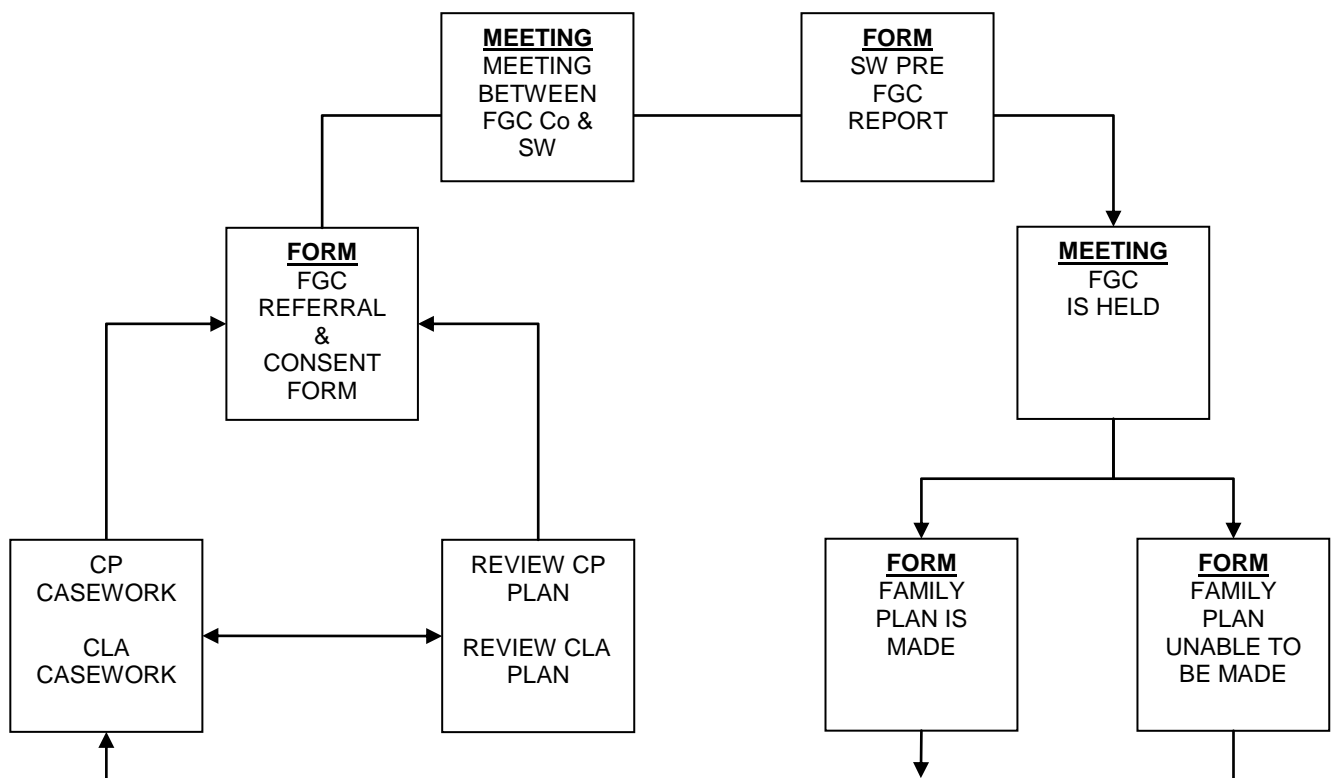 MEETING
MEETING
BETWEEN
FGC Co &
SW
FORM
SW PRE
FGC
REPORT
FORM
FGC
REFERRAL
&
CONSENT
FORM
MEETING
FGC
IS HELD
CP
CASEWORK
CLA
CASEWORK
REVIEW CP
PLAN
REVIEW CLA
PLAN
FORM
FAMILY
PLAN IS
MADE
FORM
FAMILY
PLAN
UNABLE TO
BE MADE